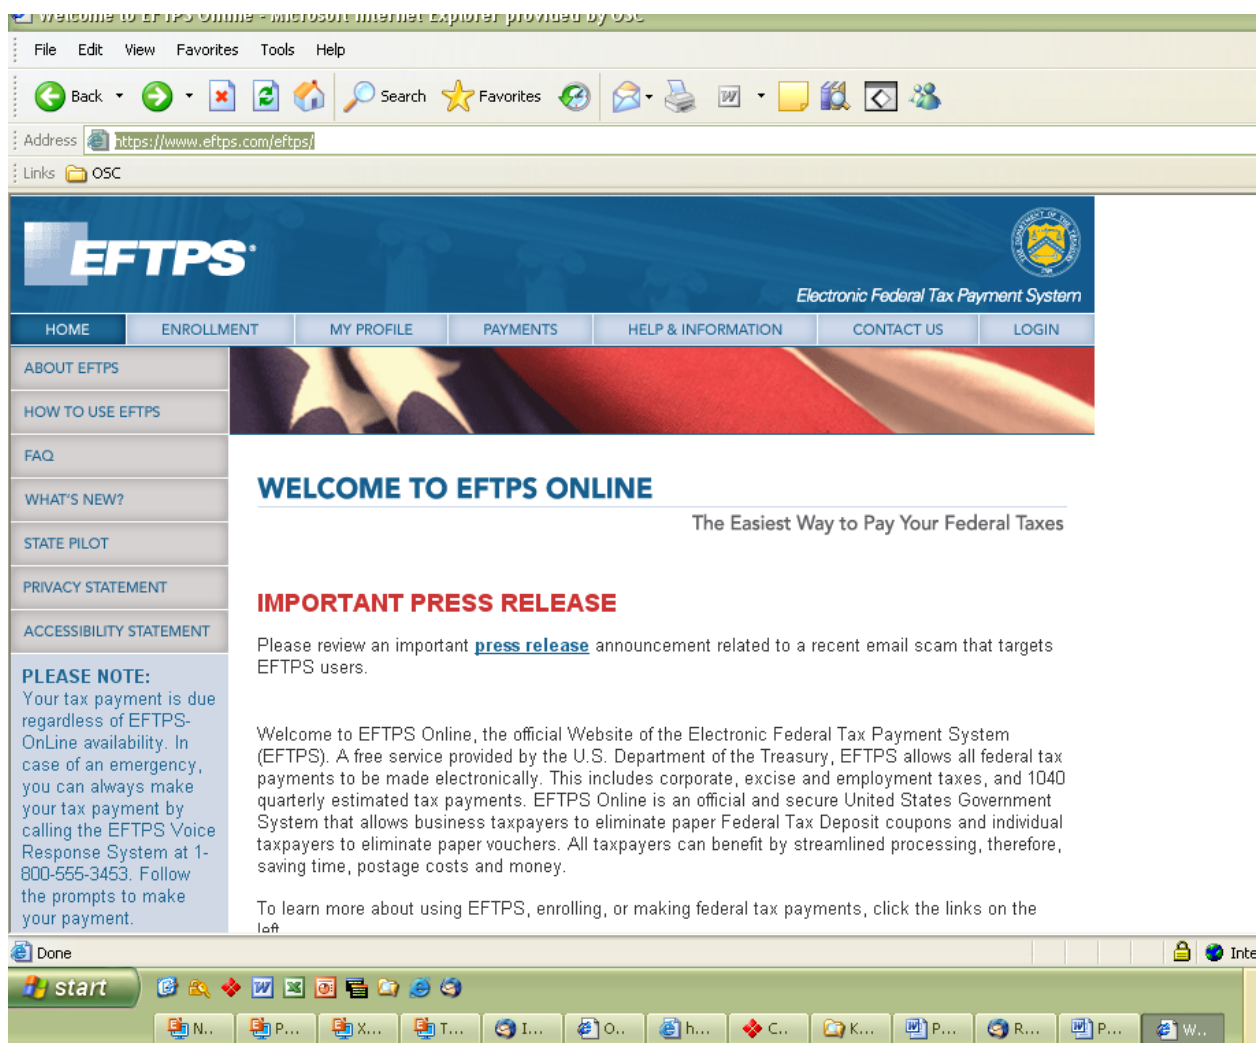 Welcome to EFTPS Online - Microsoft Internet Explorer provided by OSC
File Edit View Favorites Tools Help
Back Search Favorites
Address https://www.eftps.com/eftps/
Links OSC
EFTPS
Electronic Federal Tax Payment System
HOME ENROLLMENT MY PROFILE PAYMENTS HELP & INFORMATION CONTACT US LOGIN
ABOUT EFTPS
HOW TO USE EFTPS
FAQ
WHAT'S NEW?
STATE PILOT
PRIVACY STATEMENT
ACCESSIBILITY STATEMENT
PLEASE NOTE:
Your tax payment is due
regardless of EFTPS-
OnLine availability. In
case of an emergency,
you can always make
your tax payment by
calling the EFTPS Voice
Response System at 1-
800-555-3453. Follow
the prompts to make
your payment.
WELCOME TO EFTPS ONLINE
The Easiest Way to Pay Your Federal Taxes
IMPORTANT PRESS RELEASE
Please review an important press release announcement related to a recent email scam that targets
EFTPS users.
Welcome to EFTPS Online, the official Website of the Electronic Federal Tax Payment System
(EFTPS). A free service provided by the U.S. Department of the Treasury, EFTPS allows all federal tax
payments to be made electronically. This includes corporate, excise and employment taxes, and 1040
quarterly estimated tax payments. EFTPS Online is an official and secure United States Government
System that allows business taxpayers to eliminate paper Federal Tax Deposit coupons and individual
taxpayers to eliminate paper vouchers. All taxpayers can benefit by streamlined processing, therefore,
saving time, postage costs and money.
To learn more about using EFTPS, enrolling, or making federal tax payments, click the links on the
left
Done Inte
start
N.. P... X... T... I... O.. h... C.. K... P... R... P... W..